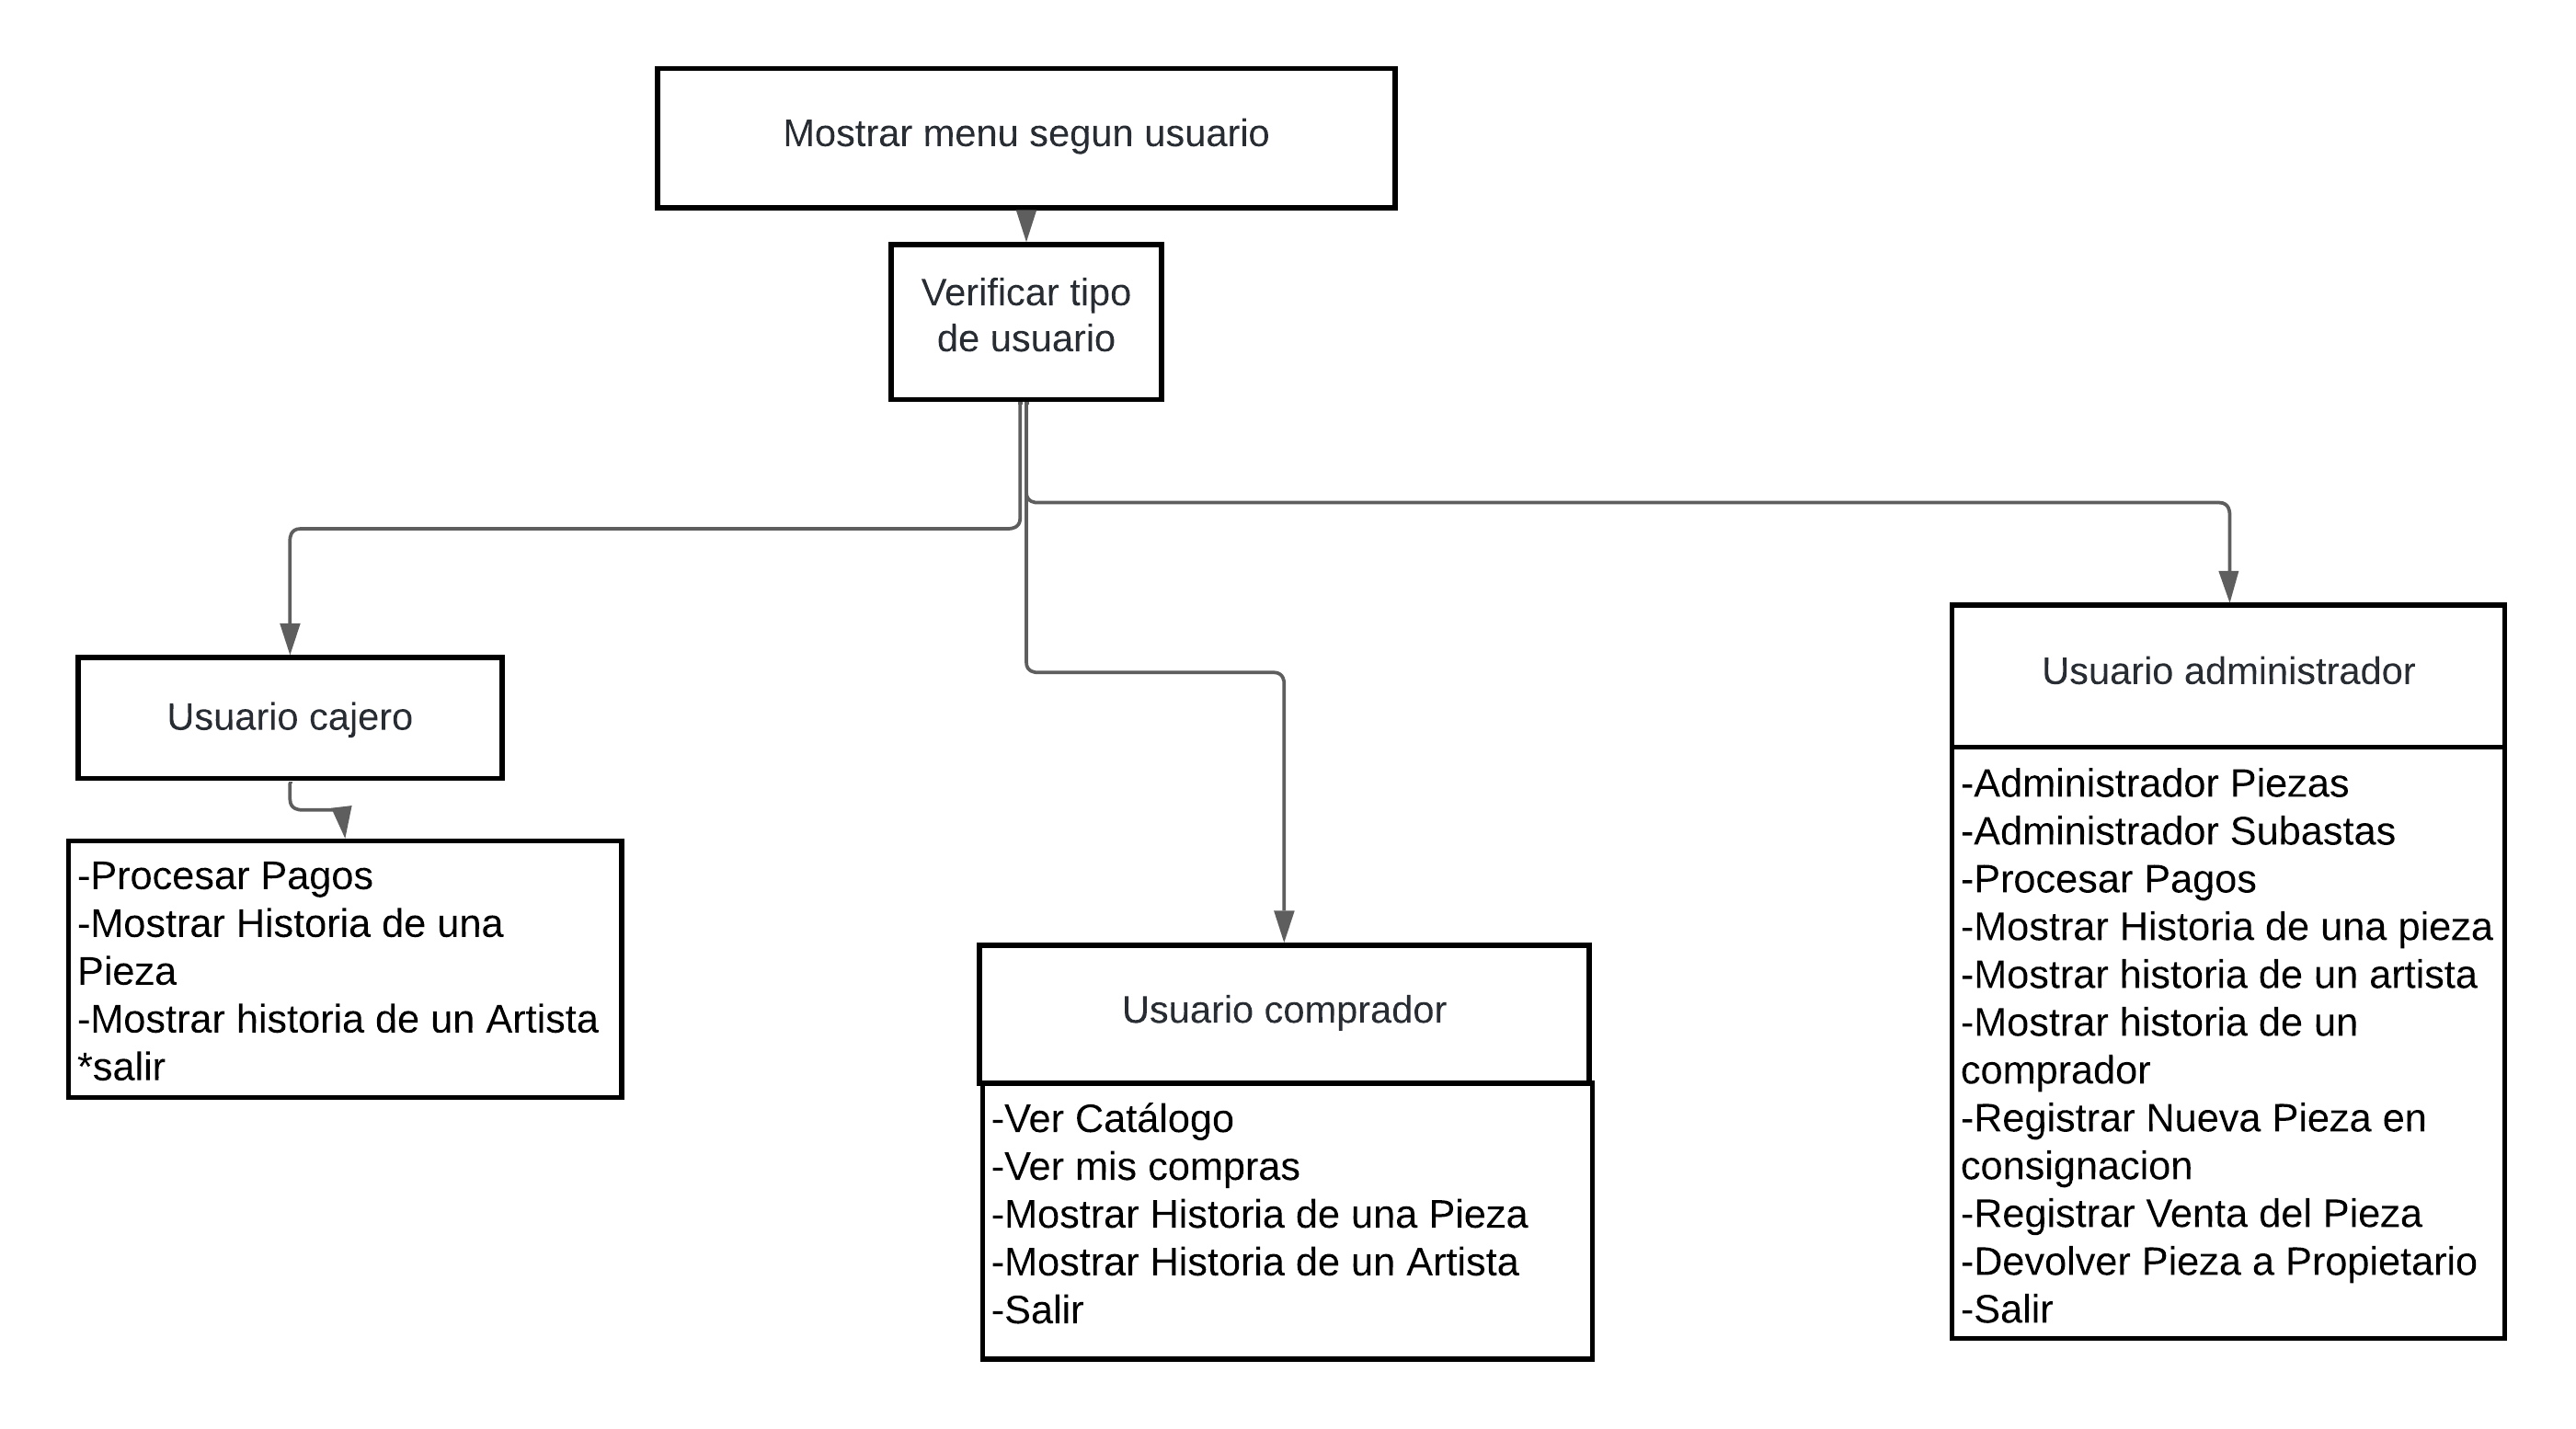 Mostrar menu segun usuario
Verificar tipo
de usuario
Usuario cajero
-Procesar Pagos
-Mostrar Historia de una
Pieza
-Mostrar historia de un Artista
*salir
Usuario comprador
-Ver Catálogo
-Ver mis compras
-Mostrar Historia de una Pieza
-Mostrar Historia de un Artista
-Salir
Usuario administrador
-Administrador Piezas
-Administrador Subastas
-Procesar Pagos
-Mostrar Historia de una pieza
-Mostrar historia de un artista
-Mostrar historia de un
comprador
-Registrar Nueva Pieza en
consignacion
-Registrar Venta del Pieza
-Devolver Pieza a Propietario
-Salir